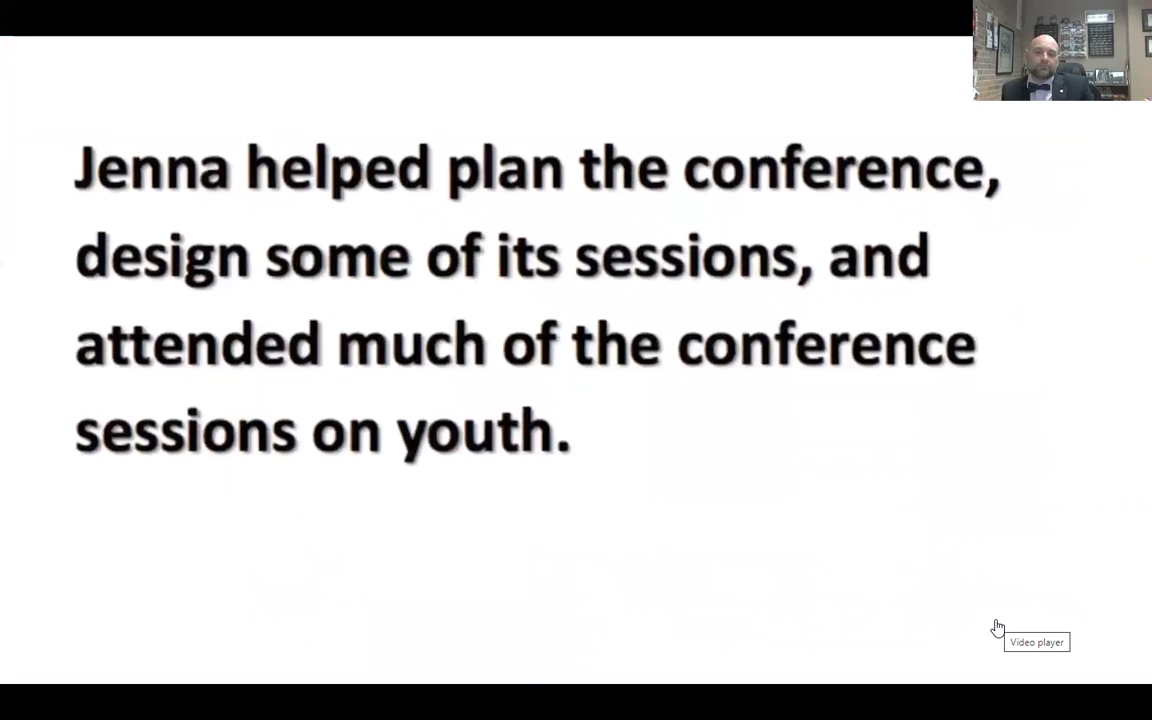 Jenna helped plan the conference,
design some of its sessions, and
attended much of the conference
sessions on youth.
Video player